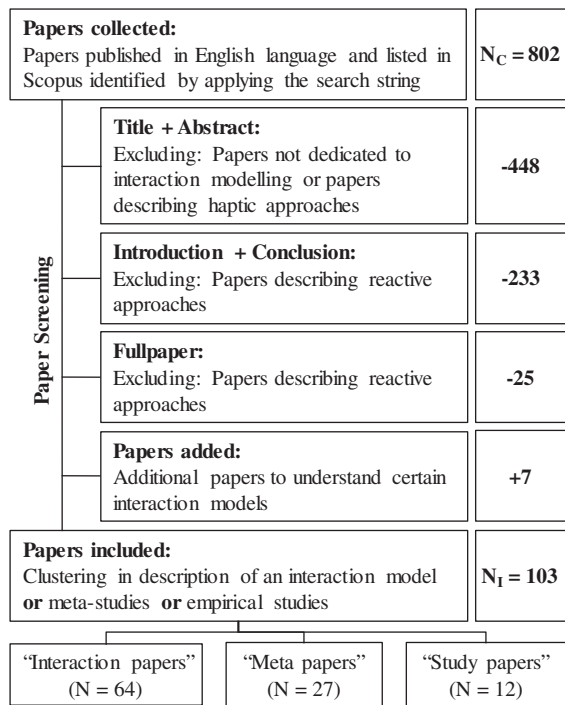 Papers collected:
Papers published in English language and listed in
Scopus identified by applying the search string
N_C = 802
Paper Screening
Title + Abstract:
Excluding: Papers not dedicated to
interaction modelling or papers
describing haptic approaches
-448
Introduction + Conclusion:
Excluding: Papers describing reactive
approaches
-233
Fullpaper:
Excluding: Papers describing reactive
approaches
-25
Papers added:
Additional papers to understand certain
interaction models
+7
Papers included:
Clustering in description of an interaction model
or meta-studies or empirical studies
N_I = 103
“Interaction papers”
(N = 64)
“Meta papers”
(N = 27)
“Study papers”
(N = 12)